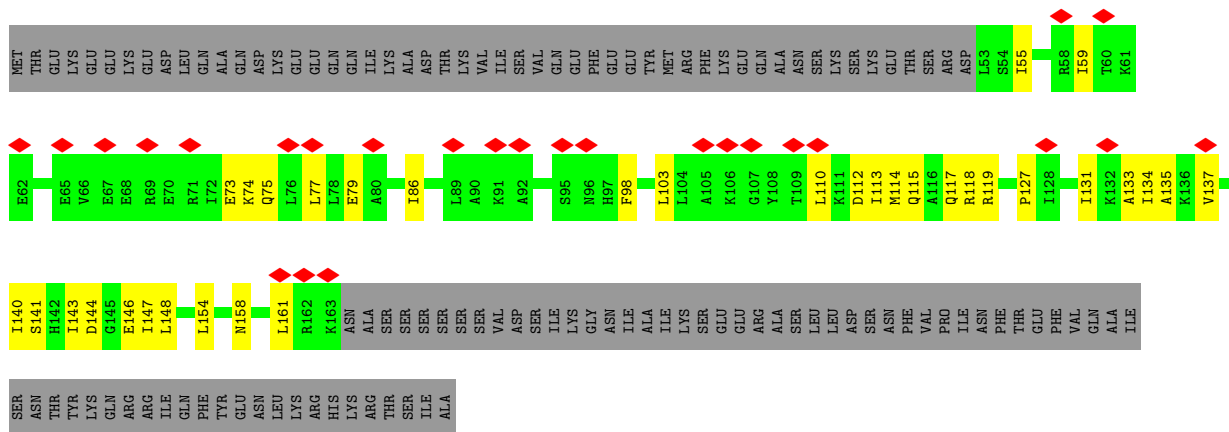 MET THR GLU LYS GLU GLU LYS GLU ASP LEU GLN ALA GLN ASP LYS GLU GLU GLN GLN ILE LYS ALA ASP THR LYS VAL ILE SER VAL GLN GLU PHE GLU GLU TYR MET ARG PHE LYS GLU GLN ALA ASN SER LYS SER LYS GLU THR SER ARG ASP L53 S54 I55 R58 I59 T60 K61
E62 E65 V66 E67 E68 R69 E70 R71 I72 E73 K74 Q75 L76 L77 L78 E79 A80 I86 L89 A90 K91 A92 S95 N96 H97 F98 L103 L104 A105 K106 G107 Y108 T109 L110 K111 D112 I113 M114 Q115 A116 Q117 R118 R119 P127 I128 I131 K132 A133 I134 A135 K136 V137
I140 S141 H142 I143 D144 G145 E146 I147 L148 L154 N158 L161 R162 K163 ASN ALA SER SER SER SER SER VAL ASP SER ILE LYS GLY ASN ILE ALA ILE LYS SER GLU GLU ARG ALA SER LEU LEU ASP SER ASN PHE VAL PRO ILE ASN PHE THR GLU PHE VAL GLN ALA ILE
SER ASN THR TYR LYS GLN ARG ARG ILE GLN PHE TYR GLU ASN LEU LYS ARG HIS LYS ARG THR SER ILE ALA